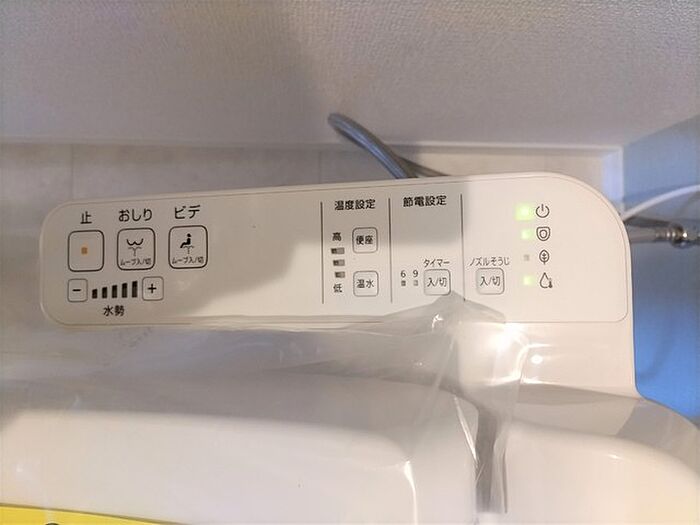 止 おしり ビデ
ムーブ入/切 ムーブ入/切
− +
水勢
温度設定
高 便座
低 温水
節電設定
タイマー
6 9 入/切
ノズルそうじ
入/切